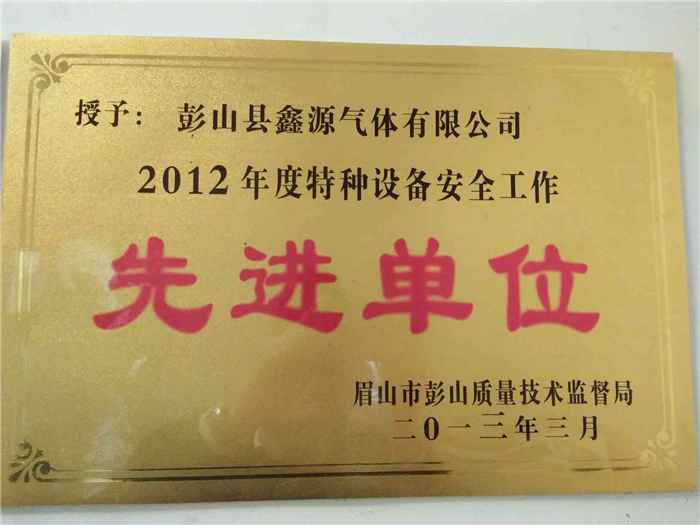 授予：彭山县鑫源气体有限公司
2012年度特种设备安全工作
先进单位
眉山市彭山质量技术监督局
二0一三年三月